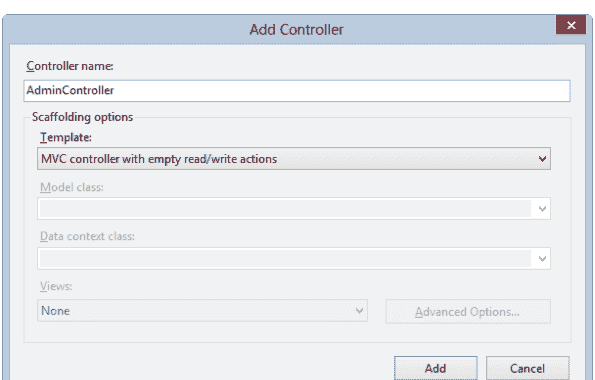 Add Controller
Controller name:
AdminController
Scaffolding options
Template:
MVC controller with empty read/write actions
Model class:
Data context class:
Views:
None
Advanced Options...
Add Cancel